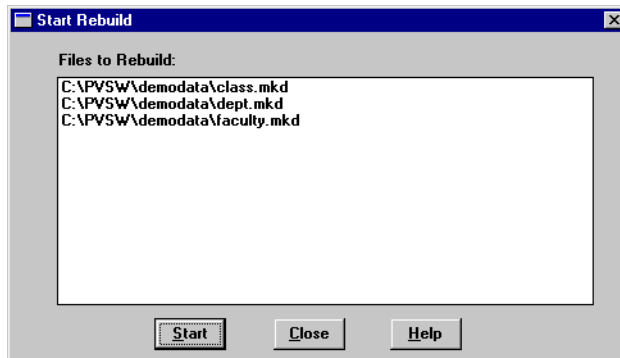 Start Rebuild
Files to Rebuild:
C:\PVSW\demodata\class.mkd
C:\PVSW\demodata\dept.mkd
C:\PVSW\demodata\faculty.mkd
Start Close Help